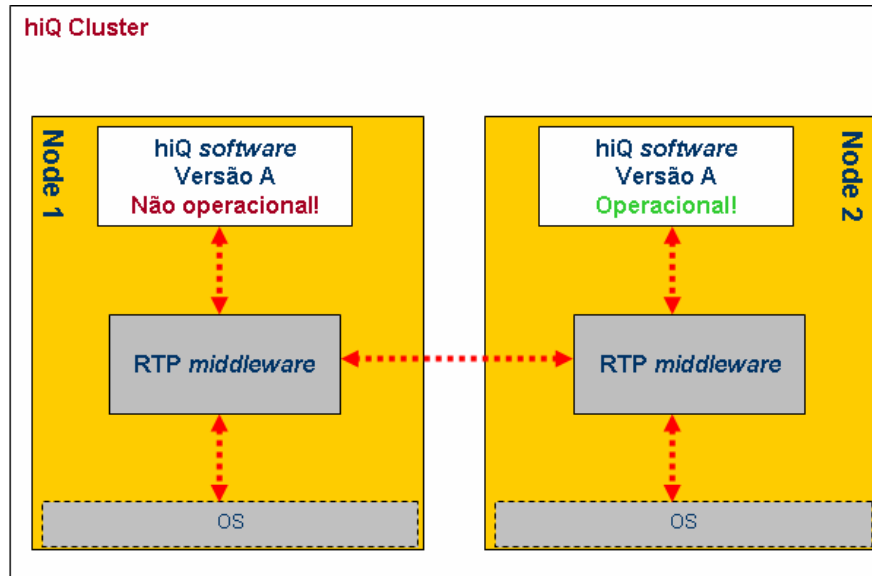 hiQ Cluster
Node 1
hiQ software
Versão A
Não operacional!
RTP middleware
OS
Node 2
hiQ software
Versão A
Operacional!
RTP middleware
OS